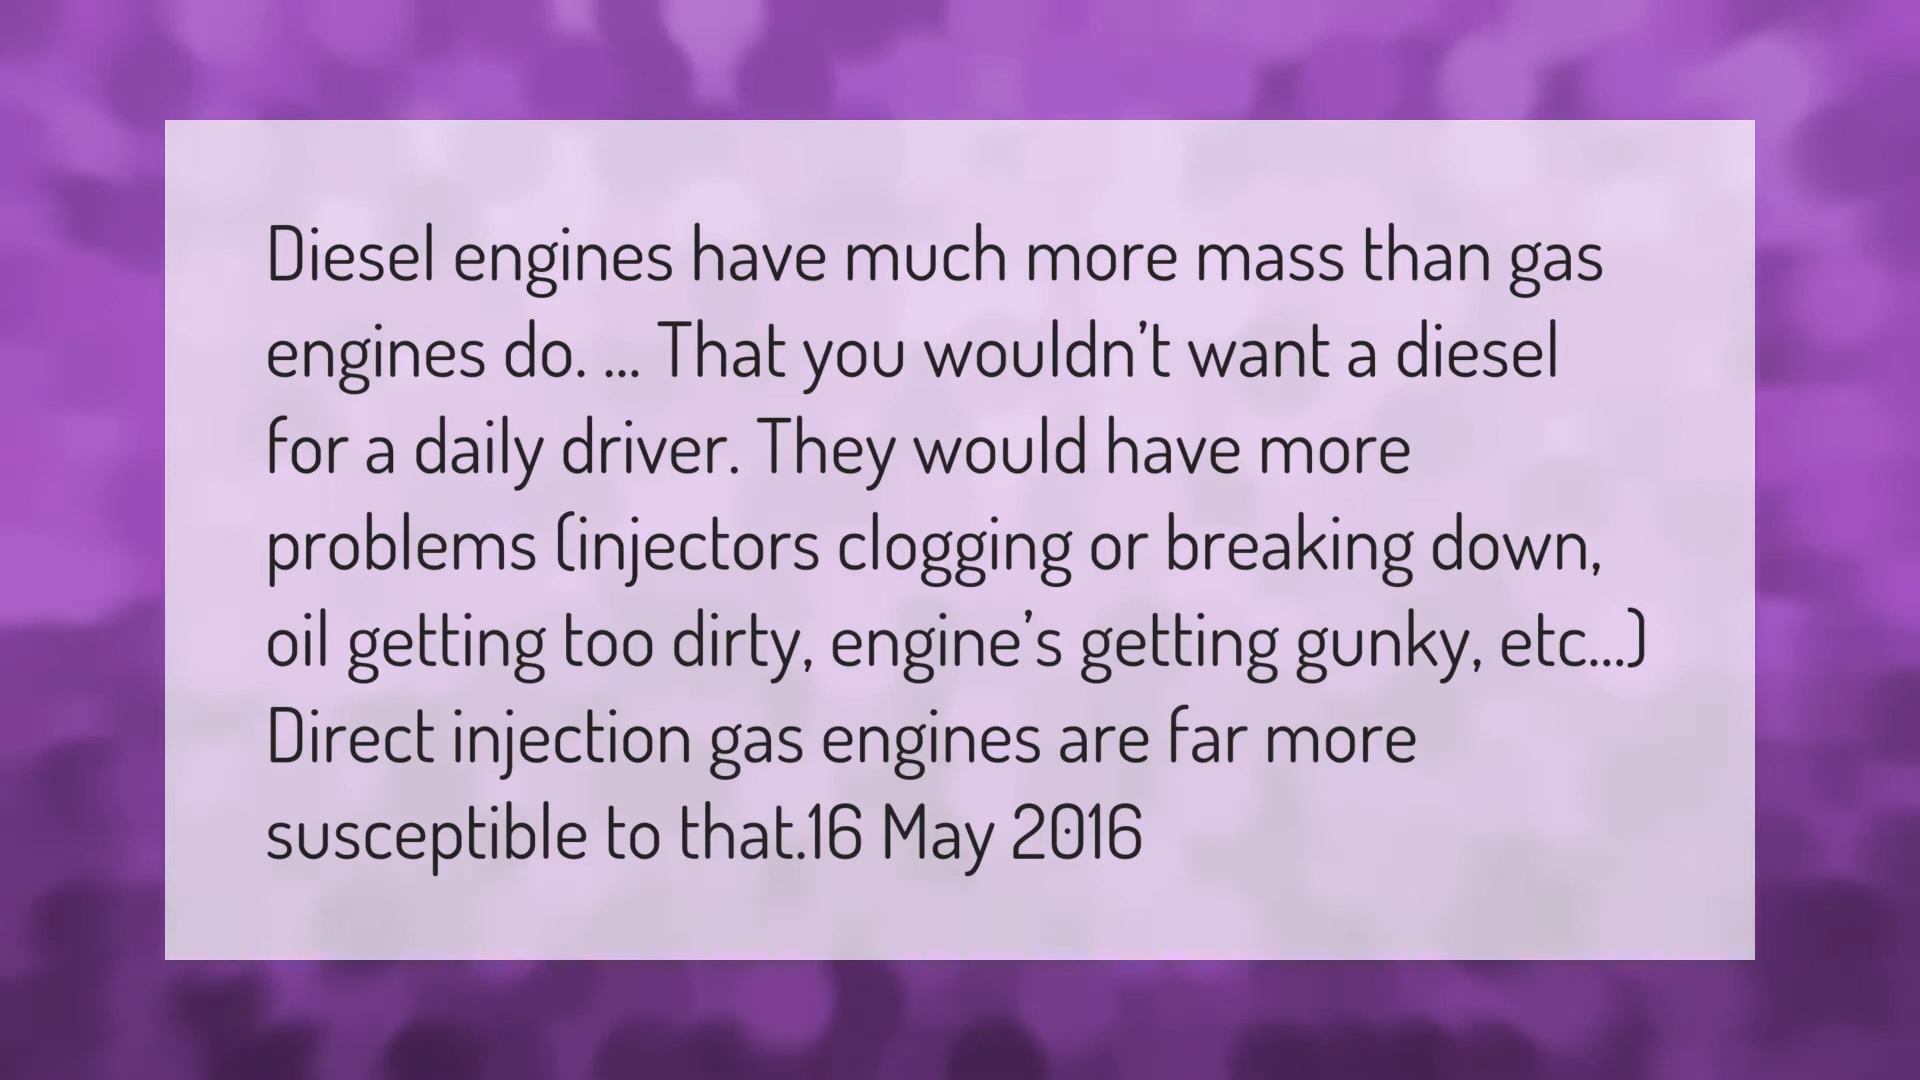 Diesel engines have much more mass than gas
engines do. ... That you wouldn’t want a diesel
for a daily driver. They would have more
problems (injectors clogging or breaking down,
oil getting too dirty, engine’s getting gunky, etc...)
Direct injection gas engines are far more
susceptible to that.16 May 2016